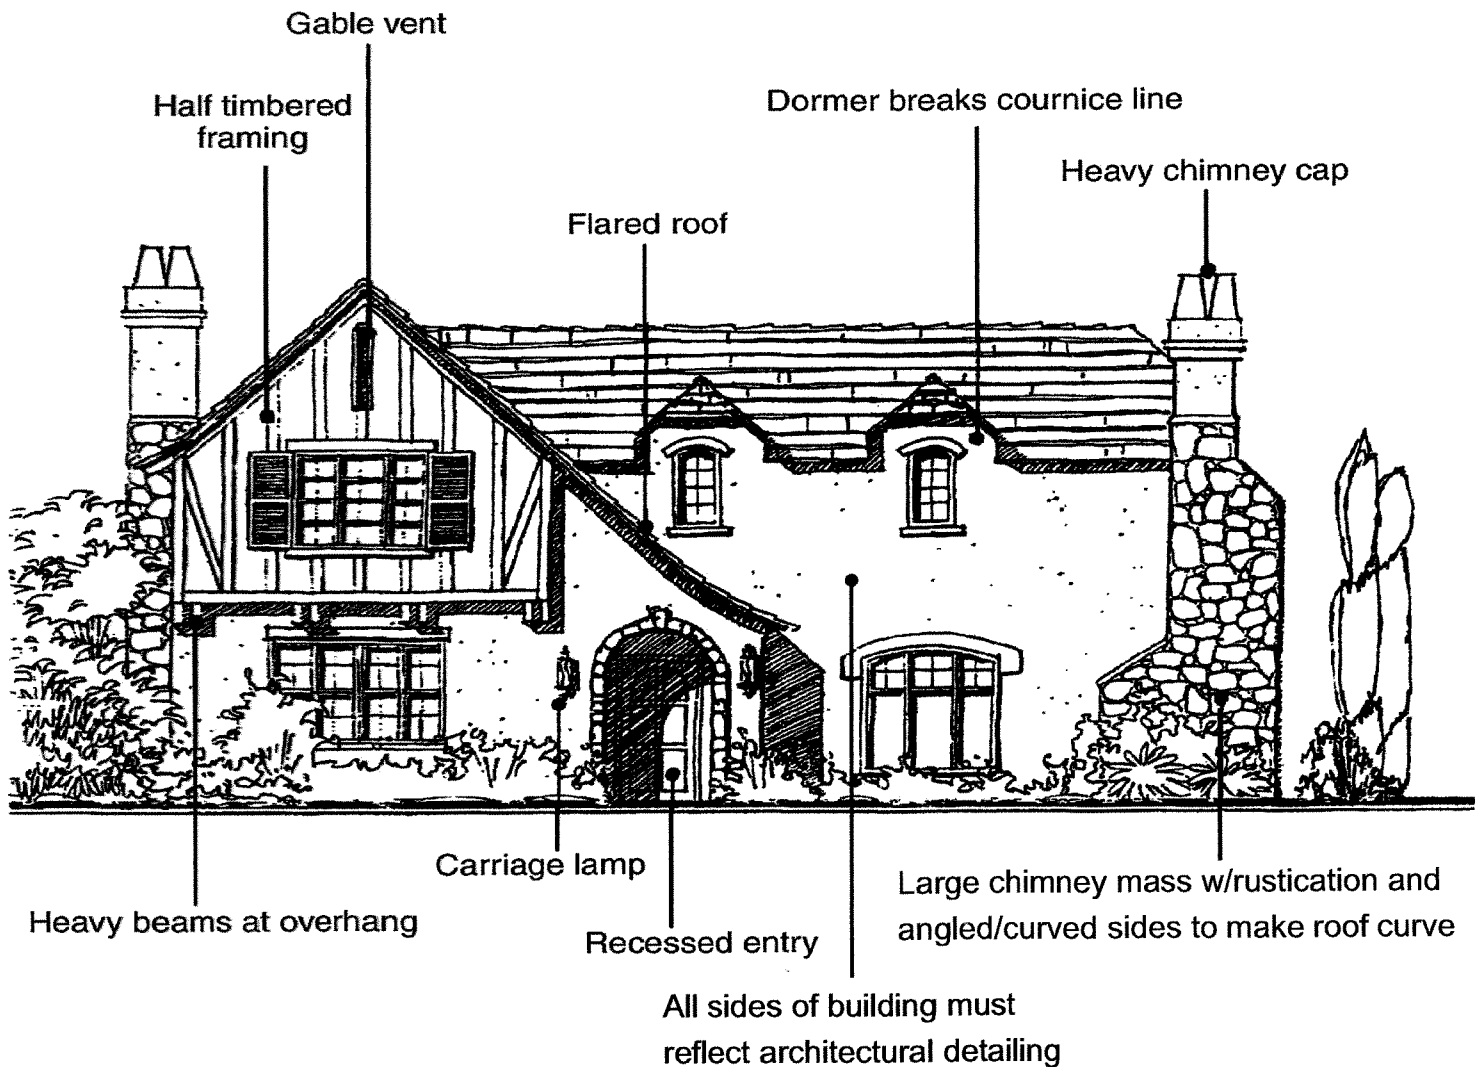 Gable vent
Half timbered
framing
Dormer breaks cournice line
Heavy chimney cap
Flared roof
Carriage lamp
Heavy beams at overhang
Recessed entry
Large chimney mass w/rustication and
angled/curved sides to make roof curve
All sides of building must
reflect architectural detailing